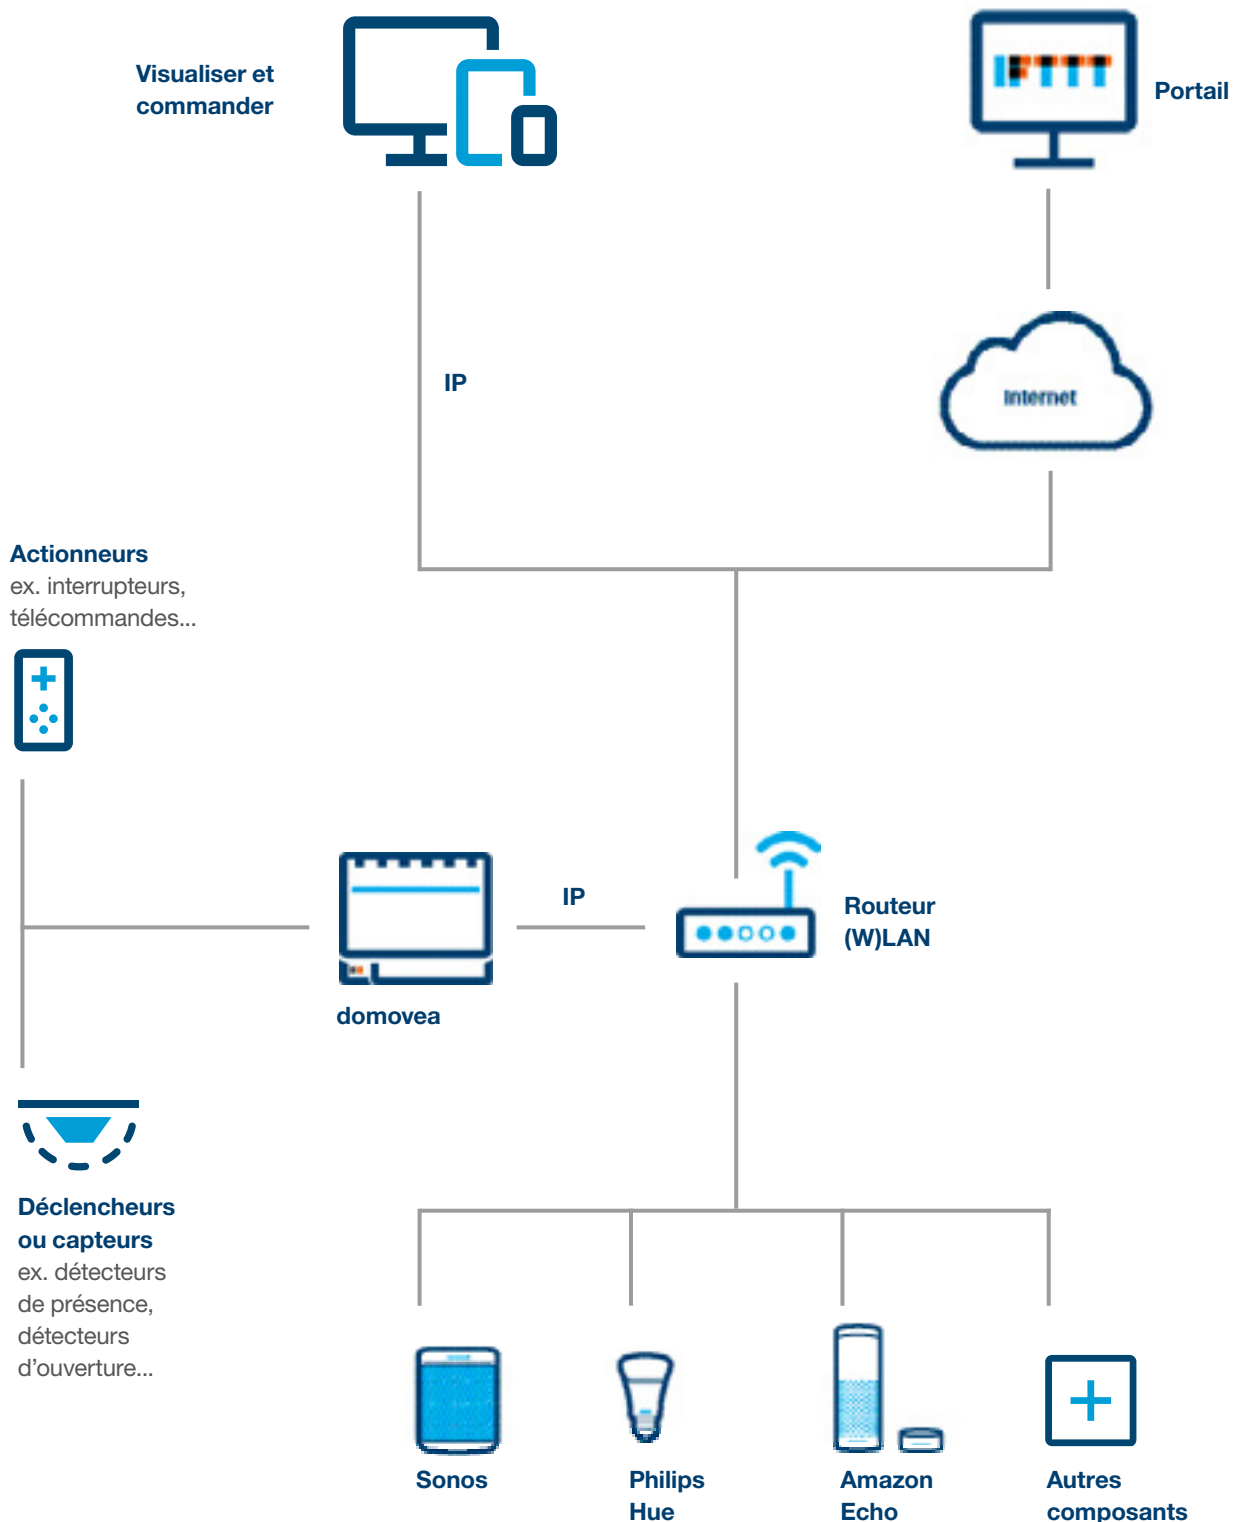 Visualiser et
commander
IFTTT
Portail
Internet
IP
Actionneurs
ex. interrupteurs,
télécommandes...
IP
Routeur
(W)LAN
domovea
Déclencheurs
ou capteurs
ex. détecteurs
de présence,
détecteurs
d’ouverture...
Sonos
Philips
Hue
Amazon
Echo
Autres
composants